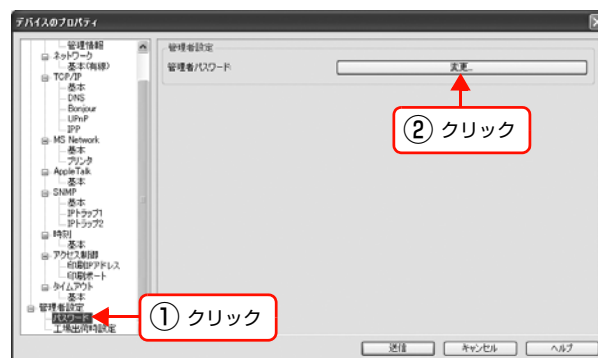 デバイスのプロパティ
管理情報
ネットワーク
基本(有線)
TCP/IP
基本
DNS
Bonjour
UPnP
IPP
MS Network
基本
プリンタ
AppleTalk
基本
SNMP
基本
IPトラップ1
IPトラップ2
時刻
基本
アクセス制御
印刷IPアドレス
印刷ポート
タイムアウト
基本
管理者設定
パスワード
工場出荷時設定
管理者設定
管理者パスワード:
変更...
② クリック
① クリック
送信
キャンセル
ヘルプ